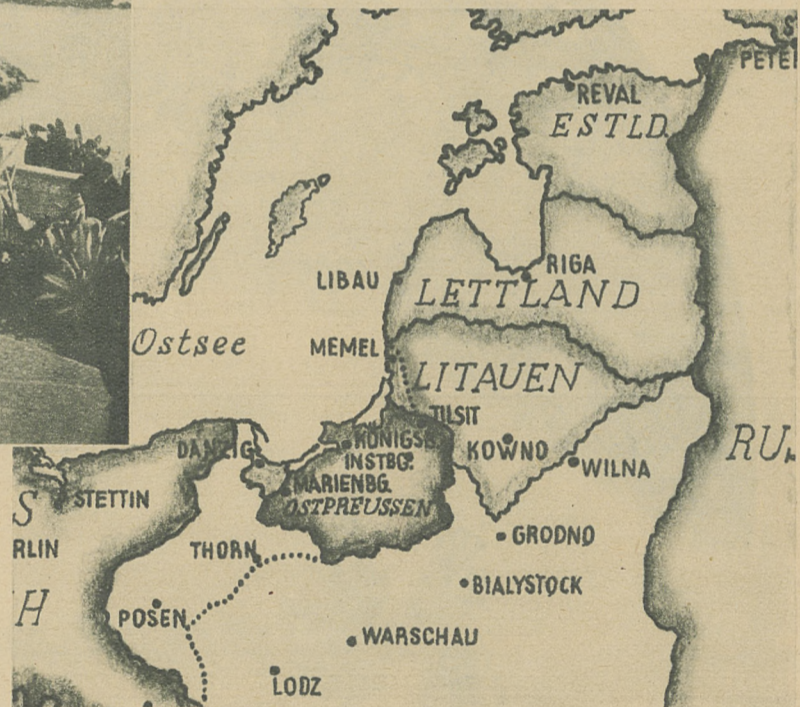 PETE
REVAL
ESTLD.
RIGA
LIBAU
LETTLAND
Ostsee
MEMEL
LITAUEN
TILSIT
DANZIG
KÖNIGSB.
KOWNO
RU
INSTBG.
WILNA
STETTIN
MARIENBG.
S
OSTPREUSSEN
GRODNO
RLIN
THORN
BIALYSTOCK
H
POSEN
WARSCHAU
LODZ